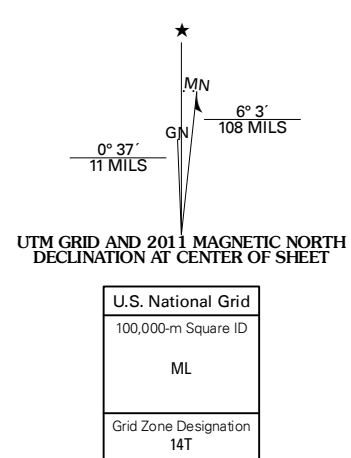 ★
MN
6° 3´
108 MILS
GN
0° 37´
11 MILS
UTM GRID AND 2011 MAGNETIC NORTH
DECLINATION AT CENTER OF SHEET
U.S. National Grid
100,000-m Square ID
ML
Grid Zone Designation
14T